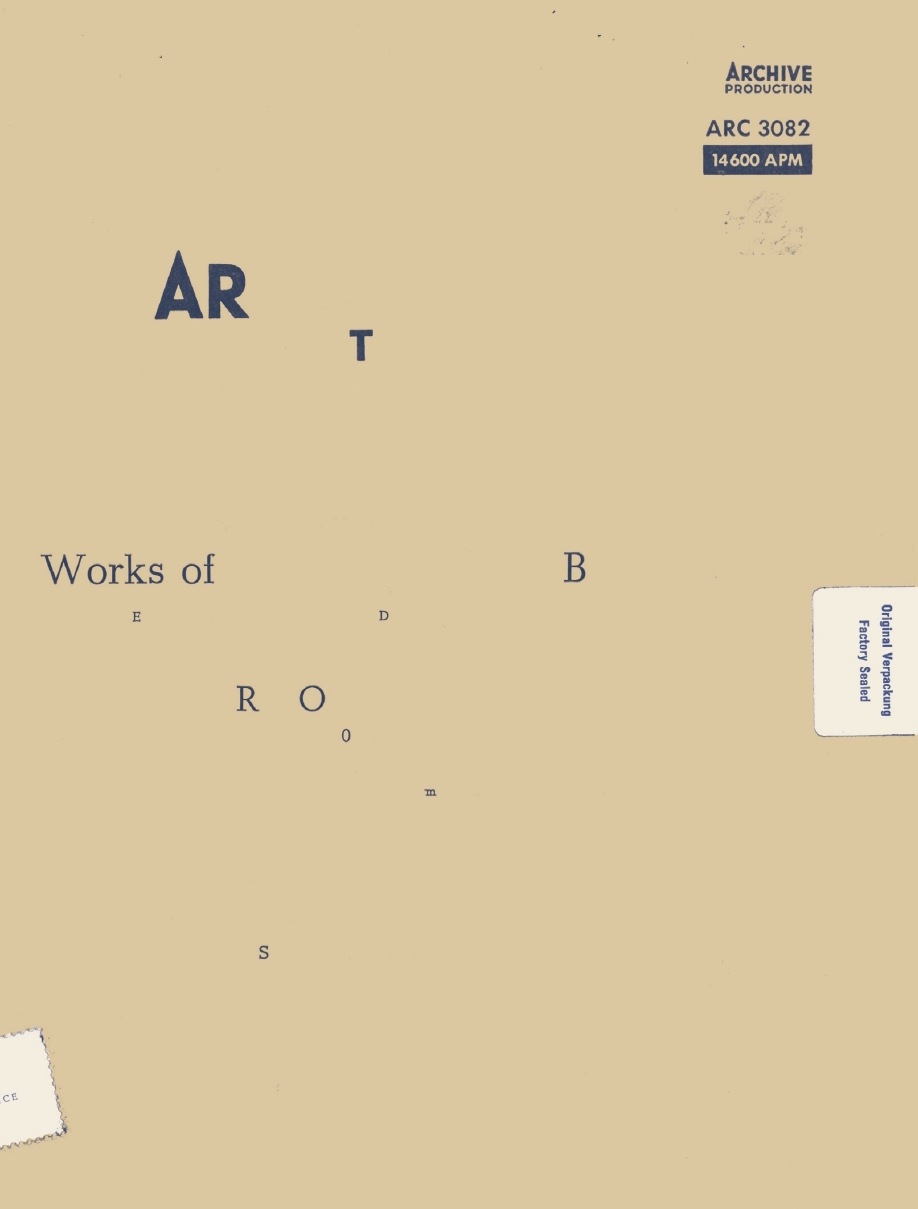 ARCHIVE
PRODUCTION
ARC 3082
14600 APM
AR
T
Works of B
E D
Original Verpackung
Factory Sealed
R O
0
m
S
CE